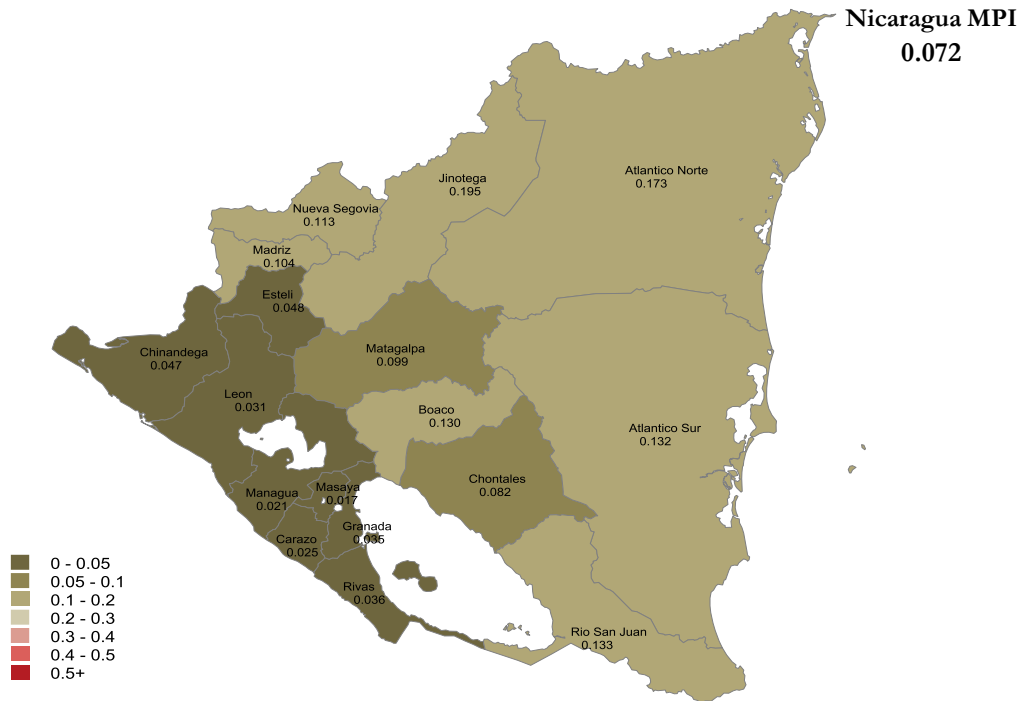 Nicaragua MPI
0.072
Atlantico Norte
0.173
Jinotega
0.195
Nueva Segovia
0.113
Madriz
0.104
Esteli
0.048
Chinandega
0.047
Matagalpa
0.099
Leon
0.031
Boaco
0.130
Atlantico Sur
0.132
Chontales
0.082
Managua
0.021
Masaya
0.017
Granada
0.035
Carazo
0.025
Rivas
0.036
Rio San Juan
0.133
0 - 0.05
0.05 - 0.1
0.1 - 0.2
0.2 - 0.3
0.3 - 0.4
0.4 - 0.5
0.5+